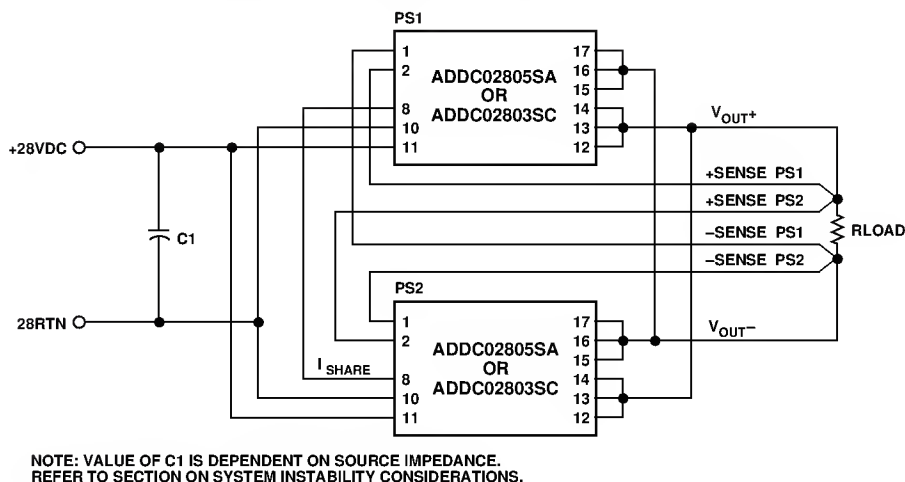 PS1
1
2
8
10
11
ADDC02805SA
OR
ADDC02803SC
17
16
15
14
13
12
+28VDC
C1
28RTN
VOUT+
+SENSE PS1
+SENSE PS2
–SENSE PS1
–SENSE PS2
RLOAD
VOUT–
PS2
1
2
8
10
11
ISHARE
ADDC02805SA
OR
ADDC02803SC
17
16
15
14
13
12
NOTE: VALUE OF C1 IS DEPENDENT ON SOURCE IMPEDANCE.
REFER TO SECTION ON SYSTEM INSTABILITY CONSIDERATIONS.